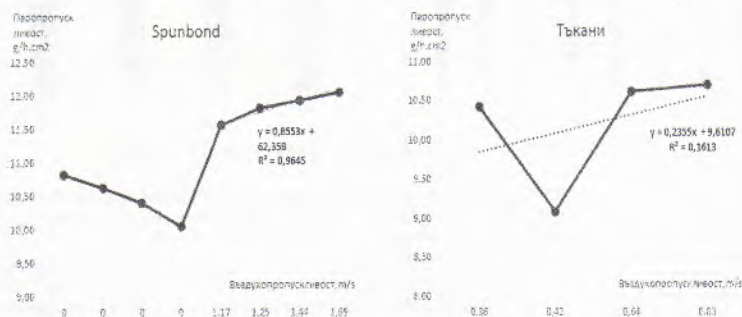 Паропропуск
ливост,
g/h.cm2
Spunbond
12,50
12,00
11,50
11,00
10,50
10,00
9,50
9,00
y = 0,8553x +
62,358
R² = 0,9645
Въздухопропускливост, m/s
0 0 0 0 1,17 1,25 1,44 1,69
Паропропуск
ливост,
g/h.cm2
Тъкани
11,00
10,50
10,00
9,50
9,00
8,50
8,00
y = 0,2355x + 9,6107
R² = 0,3613
Въздухопропускливост, m/s
0,36 0,42 0,64 0,83